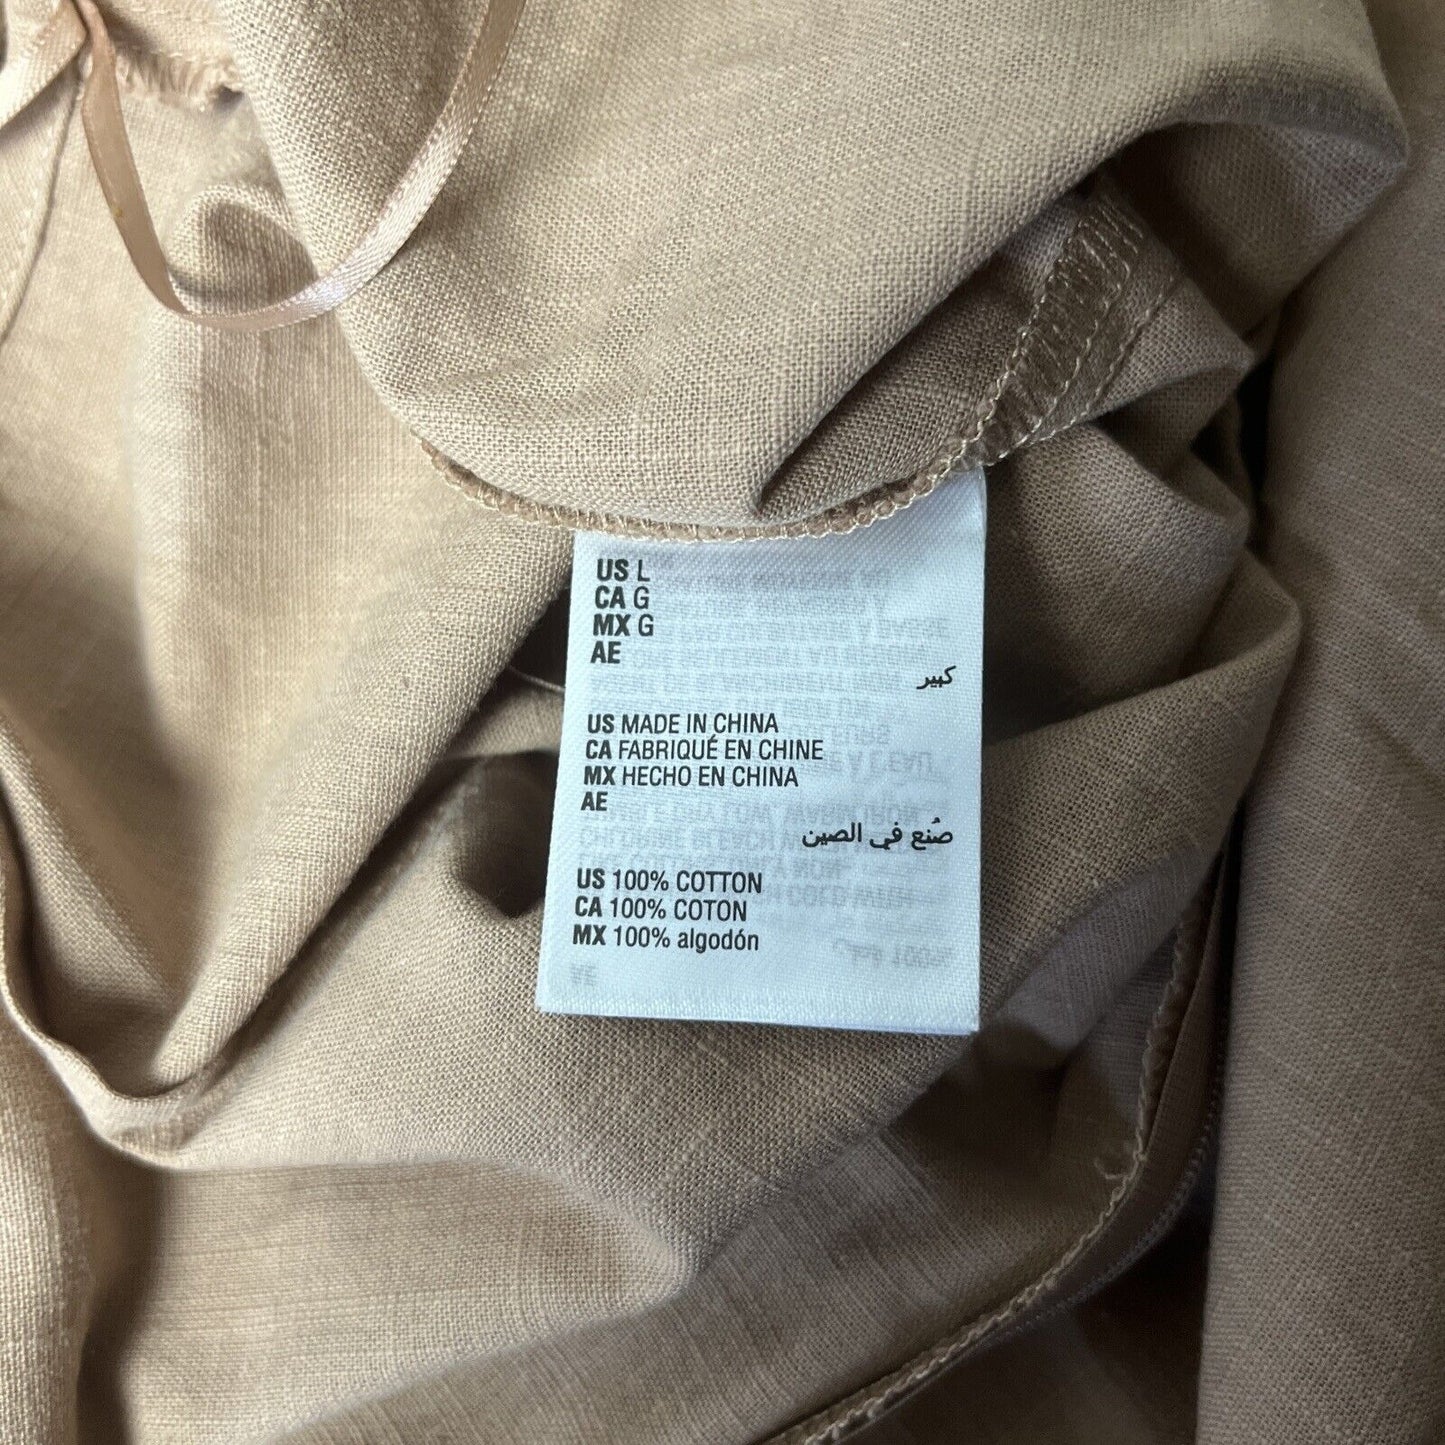 US L
CA G
MX G
AE
كبير
US MADE IN CHINA
CA FABRIQUÉ EN CHINE
MX HECHO EN CHINA
AE
صُنع في الصين
US 100% COTTON
CA 100% COTON
MX 100% algodón